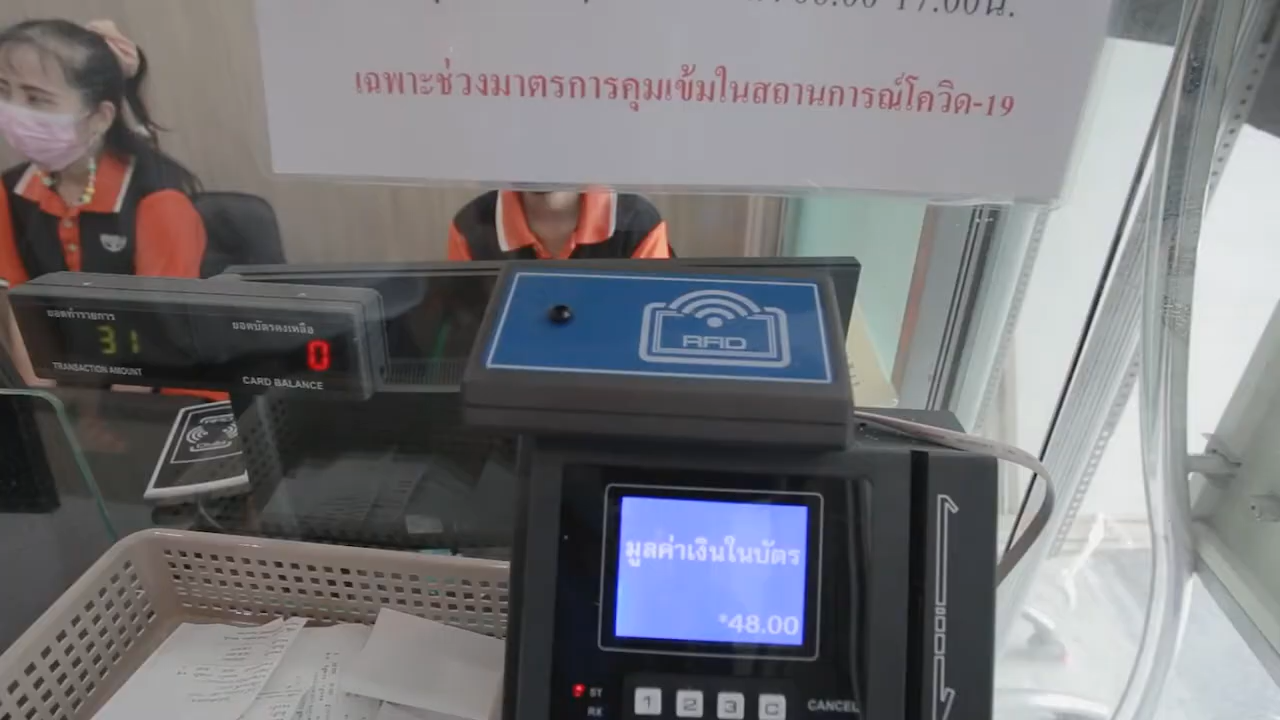 17.00น.
เฉพาะช่วงมาตรการคุมเข้มในสถานการณ์โควิด-19
ยอดทำรายการ
31
TRANSACTION AMOUNT
ยอดบัตรคงเหลือ
0
CARD BALANCE
RFID
มูลค่าเงินในบัตร
*48.00
ST
RX
1 2 3 C CANCEL